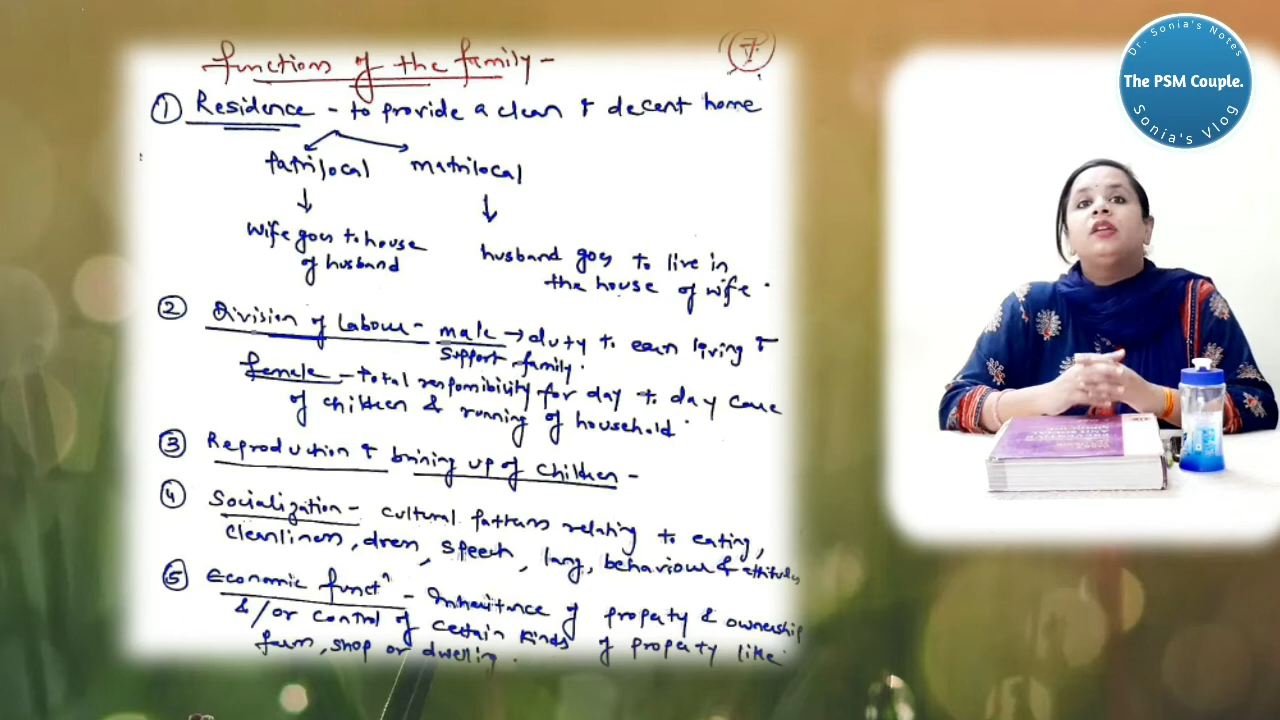 functions of the family -
7
① Residence - to provide a clean & decent home
Patrilocal matrilocal
wife goes to house of husband
husband goes to live in the house of wife.
② Division of labour - male → duty to earn living & support family.
female - total responsibility for day to day care of children & running of household.
③ Reproduction & brining up of children -
④ Socialization - cultural patterns relating to eating, cleanliness, dress, speech, lang, behaviour & attitudes
⑤ Economic functn - Inheritance of property & ownership
&/or control of certain kinds of property like
farm, shop or dwelling.
Dr. Sonia's Notes
The PSM Couple.
Sonia's Vlog